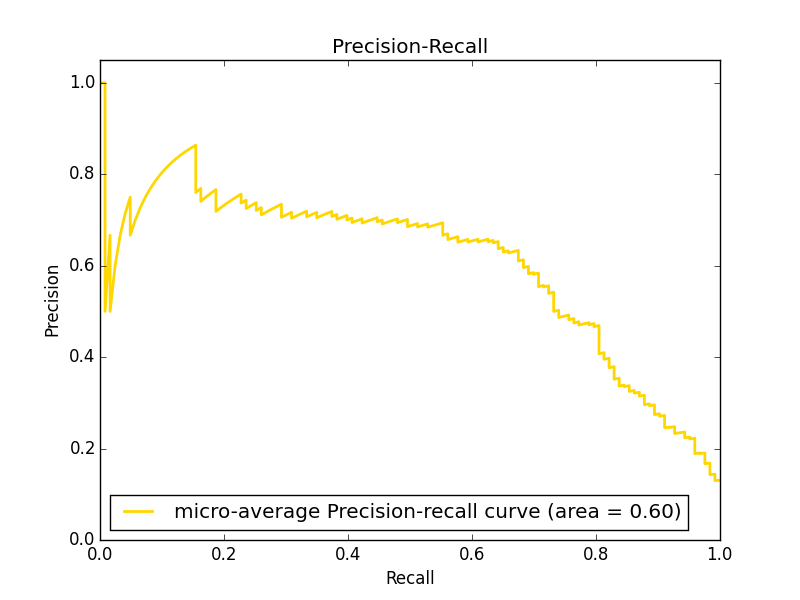 Precision-Recall
1.0
0.8
0.6
0.4
0.2
0.0
Precision
micro-average Precision-recall curve (area = 0.60)
0.0 0.2 0.4 0.6 0.8 1.0
Recall